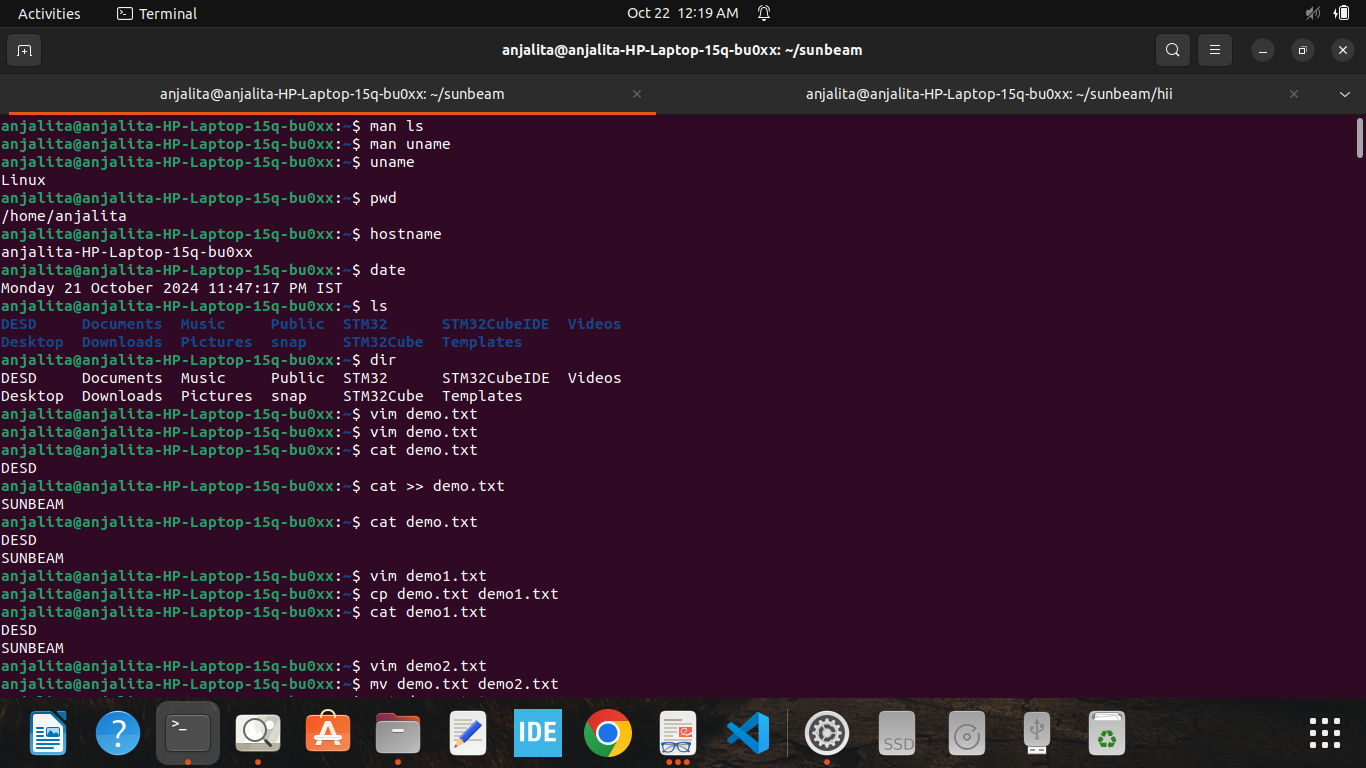 Activities
Terminal
Oct 22 12:19 AM
anjalita@anjalita-HP-Laptop-15q-bu0xx: ~/sunbeam
anjalita@anjalita-HP-Laptop-15q-bu0xx: ~/sunbeam
anjalita@anjalita-HP-Laptop-15q-bu0xx: ~/sunbeam/hii
anjalita@anjalita-HP-Laptop-15q-bu0xx:~$ man ls
anjalita@anjalita-HP-Laptop-15q-bu0xx:~$ man uname
anjalita@anjalita-HP-Laptop-15q-bu0xx:~$ uname
Linux
anjalita@anjalita-HP-Laptop-15q-bu0xx:~$ pwd
/home/anjalita
anjalita@anjalita-HP-Laptop-15q-bu0xx:~$ hostname
anjalita-HP-Laptop-15q-bu0xx
anjalita@anjalita-HP-Laptop-15q-bu0xx:~$ date
Monday 21 October 2024 11:47:17 PM IST
anjalita@anjalita-HP-Laptop-15q-bu0xx:~$ ls
DESD     Documents  Music     Public  STM32      STM32CubeIDE  Videos
Desktop  Downloads  Pictures  snap    STM32Cube  Templates
anjalita@anjalita-HP-Laptop-15q-bu0xx:~$ dir
DESD     Documents  Music     Public  STM32      STM32CubeIDE  Videos
Desktop  Downloads  Pictures  snap    STM32Cube  Templates
anjalita@anjalita-HP-Laptop-15q-bu0xx:~$ vim demo.txt
anjalita@anjalita-HP-Laptop-15q-bu0xx:~$ vim demo.txt
anjalita@anjalita-HP-Laptop-15q-bu0xx:~$ cat demo.txt
DESD
anjalita@anjalita-HP-Laptop-15q-bu0xx:~$ cat >> demo.txt
SUNBEAM
anjalita@anjalita-HP-Laptop-15q-bu0xx:~$ cat demo.txt
DESD
SUNBEAM
anjalita@anjalita-HP-Laptop-15q-bu0xx:~$ vim demo1.txt
anjalita@anjalita-HP-Laptop-15q-bu0xx:~$ cp demo.txt demo1.txt
anjalita@anjalita-HP-Laptop-15q-bu0xx:~$ cat demo1.txt
DESD
SUNBEAM
anjalita@anjalita-HP-Laptop-15q-bu0xx:~$ vim demo2.txt
anjalita@anjalita-HP-Laptop-15q-bu0xx:~$ mv demo.txt demo2.txt
IDE
SSD